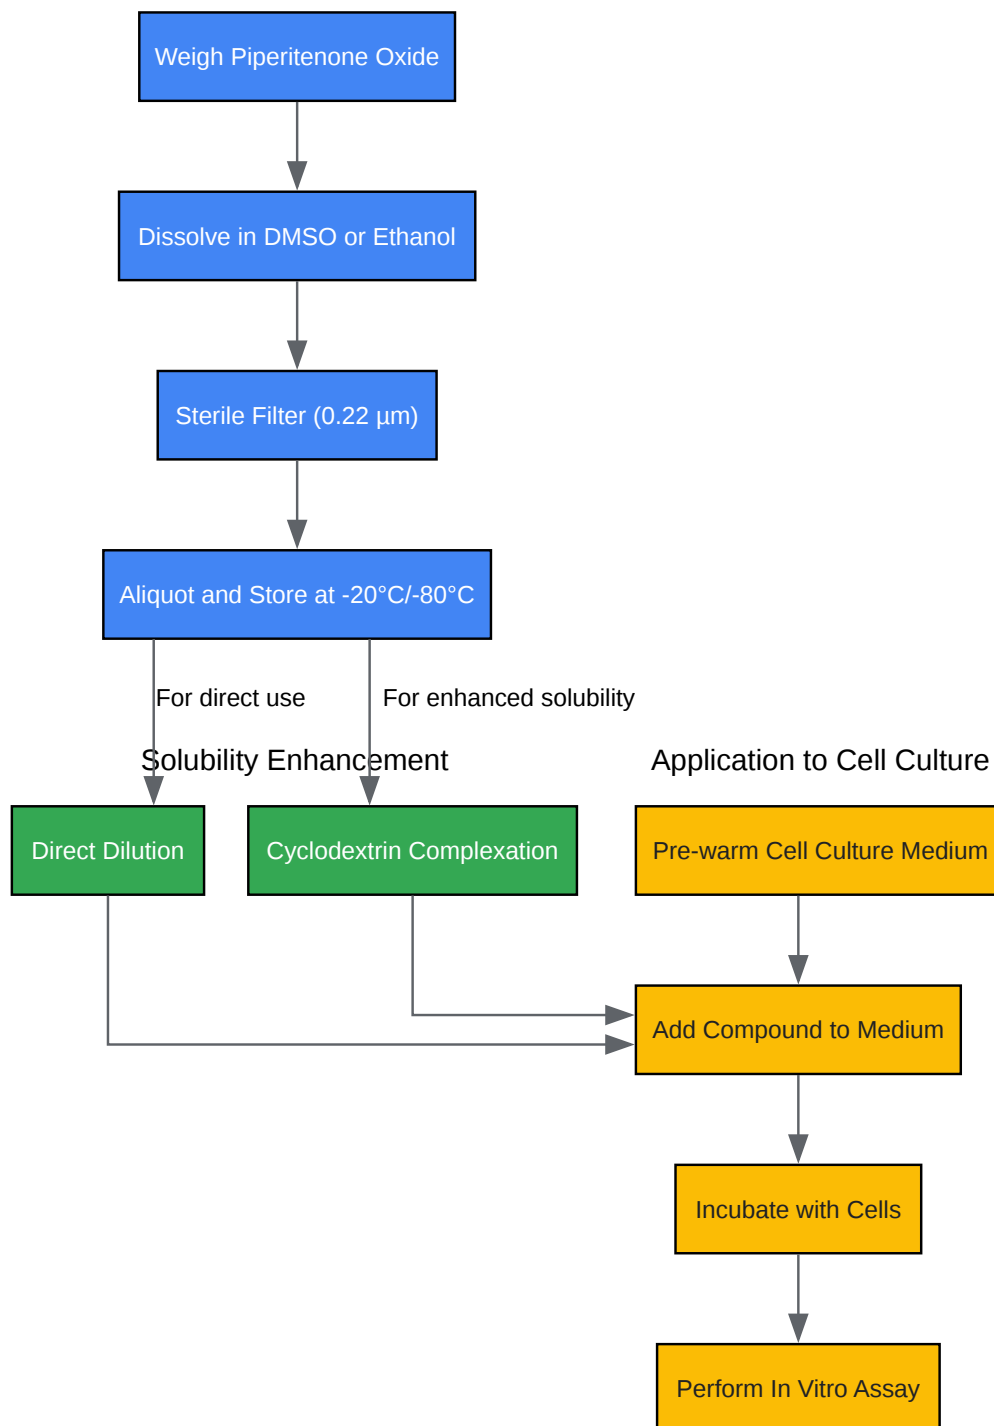 Weigh Piperitenone Oxide
Dissolve in DMSO or Ethanol
Sterile Filter (0.22 µm)
Aliquot and Store at -20°C/-80°C
For direct use
For enhanced solubility
Solubility Enhancement
Application to Cell Culture
Direct Dilution
Cyclodextrin Complexation
Pre-warm Cell Culture Medium
Add Compound to Medium
Incubate with Cells
Perform In Vitro Assay